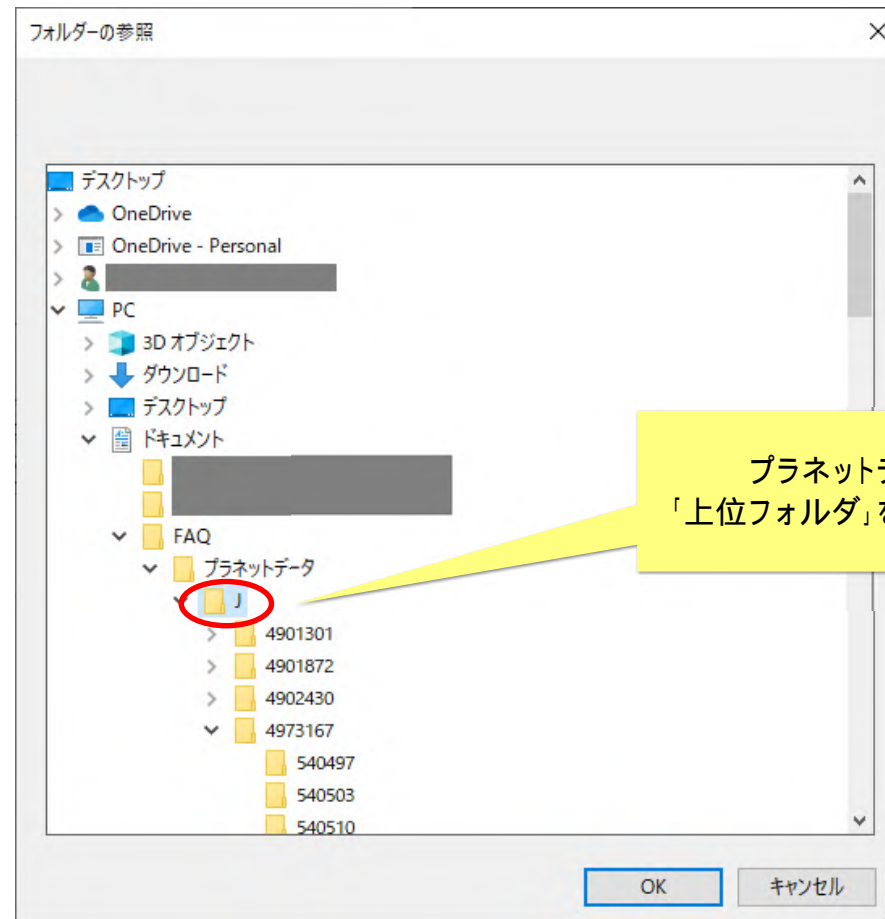 フォルダーの参照
デスクトップ
OneDrive
OneDrive - Personal
PC
3D オブジェクト
ダウンロード
デスクトップ
ドキュメント
FAQ
プラネットデータ
J
4901301
4901872
4902430
4973167
540497
540503
540510
プラネットデ
「上位フォルダ」を
OK
キャンセル